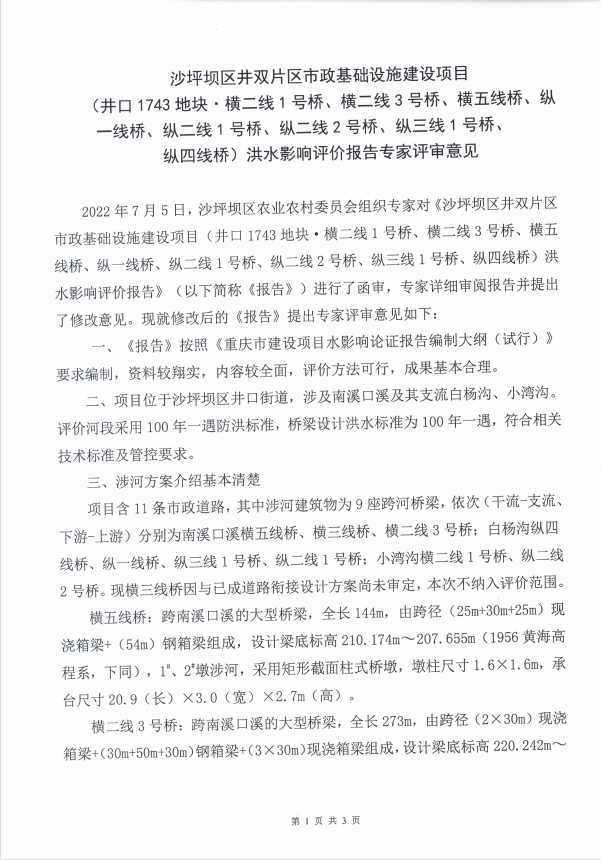 沙坪坝区井双片区市政基础设施建设项目
（井口 1743 地块·横二线 1 号桥、横二线 3 号桥、横五线桥、纵
一线桥、纵二线 1 号桥、纵二线 2 号桥、纵三线 1 号桥、
纵四线桥）洪水影响评价报告专家评审意见
2022 年 7 月 5 日，沙坪坝区农业农村委员会组织专家对《沙坪坝区井双片区
市政基础设施建设项目（井口 1743 地块·横二线 1 号桥、横二线 3 号桥、横五
线桥、纵一线桥、纵二线 1 号桥、纵二线 2 号桥、纵三线 1 号桥、纵四线桥）洪
水影响评价报告》（以下简称《报告》）进行了函审，专家详细审阅报告并提出
了修改意见。现就修改后的《报告》提出专家评审意见如下：
一、《报告》按照《重庆市建设项目水影响论证报告编制大纲（试行）》
要求编制，资料较翔实，内容较全面，评价方法可行，成果基本合理。
二、项目位于沙坪坝区井口街道，涉及南溪口溪及其支流白杨沟、小湾沟。
评价河段采用 100 年一遇防洪标准，桥梁设计洪水标准为 100 年一遇，符合相关
技术标准及管控要求。
三、涉河方案介绍基本清楚
项目含 11 条市政道路，其中涉河建筑物为 9 座跨河桥梁，依次（干流-支流、
下游-上游）分别为南溪口溪横五线桥、横三线桥、横二线 3 号桥；白杨沟纵四
线桥、纵一线桥、纵三线 1 号桥、纵二线 1 号桥；小湾沟横二线 1 号桥、纵二线
2 号桥。现横三线桥因与已成道路衔接设计方案尚未审定，本次不纳入评价范围。
横五线桥：跨南溪口溪的大型桥梁，全长 144m，由跨径（25m+30m+25m）现
浇箱梁+（54m）钢箱梁组成，设计梁底标高 210.174m～207.655m（1956 黄海高
程系，下同），1#、2#墩涉河，采用矩形截面柱式桥墩，墩柱尺寸 1.6×1.6m，承
台尺寸 20.9（长）×3.0（宽）×2.7m（高）。
横二线 3 号桥：跨南溪口溪的大型桥梁，全长 273m，由跨径（2×30m）现浇
箱梁+（30m+50m+30m）钢箱梁+（3×30m）现浇箱梁组成，设计梁底标高 220.242m～
第 1 页 共 3 页